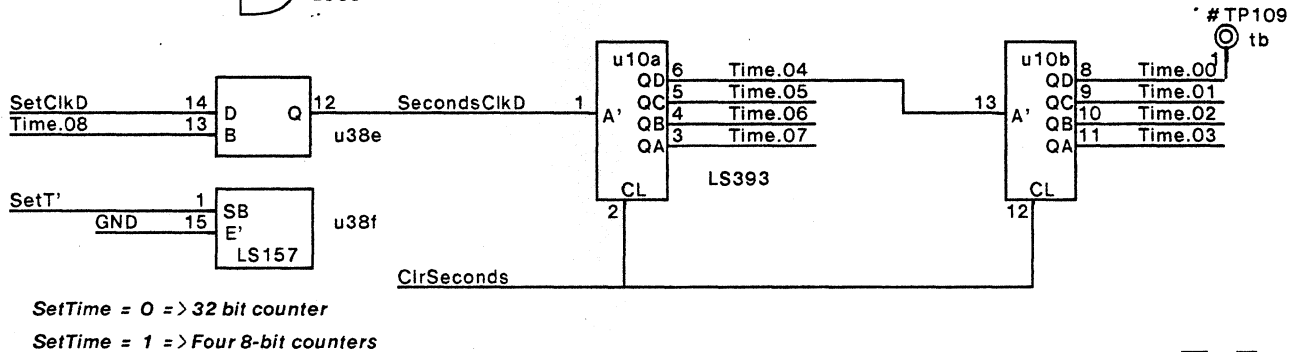 # TP109
tb
1
u10a
6
QD
Time.04
5
QC
Time.05
4
QB
Time.06
3
QA
Time.07
1
A'
CL
2
LS393
u10b
8
QD
Time.00
9
QC
Time.01
10
QB
Time.02
11
QA
Time.03
13
A'
CL
12
SetClkD
14
D
Q
12
SecondsClkD
Time.08
13
B
u38e
SetT'
1
SB
GND
15
E'
LS157
u38f
ClrSeconds
SetTime = 0 => 32 bit counter
SetTime = 1 => Four 8-bit counters